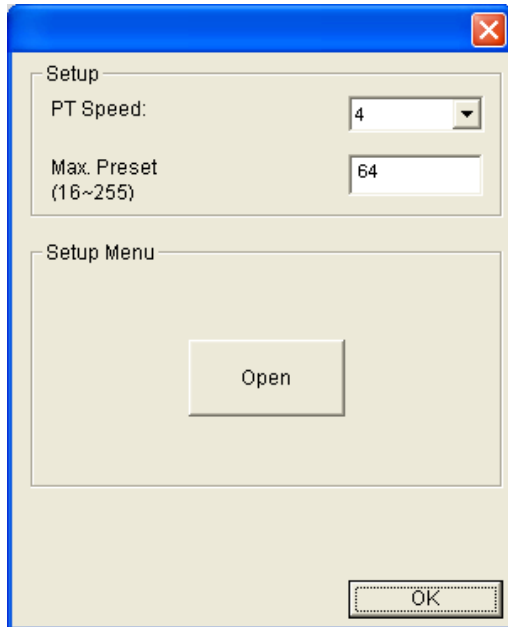 Setup
PT Speed:
4
Max. Preset
(16~255)
64
Setup Menu
Open
OK